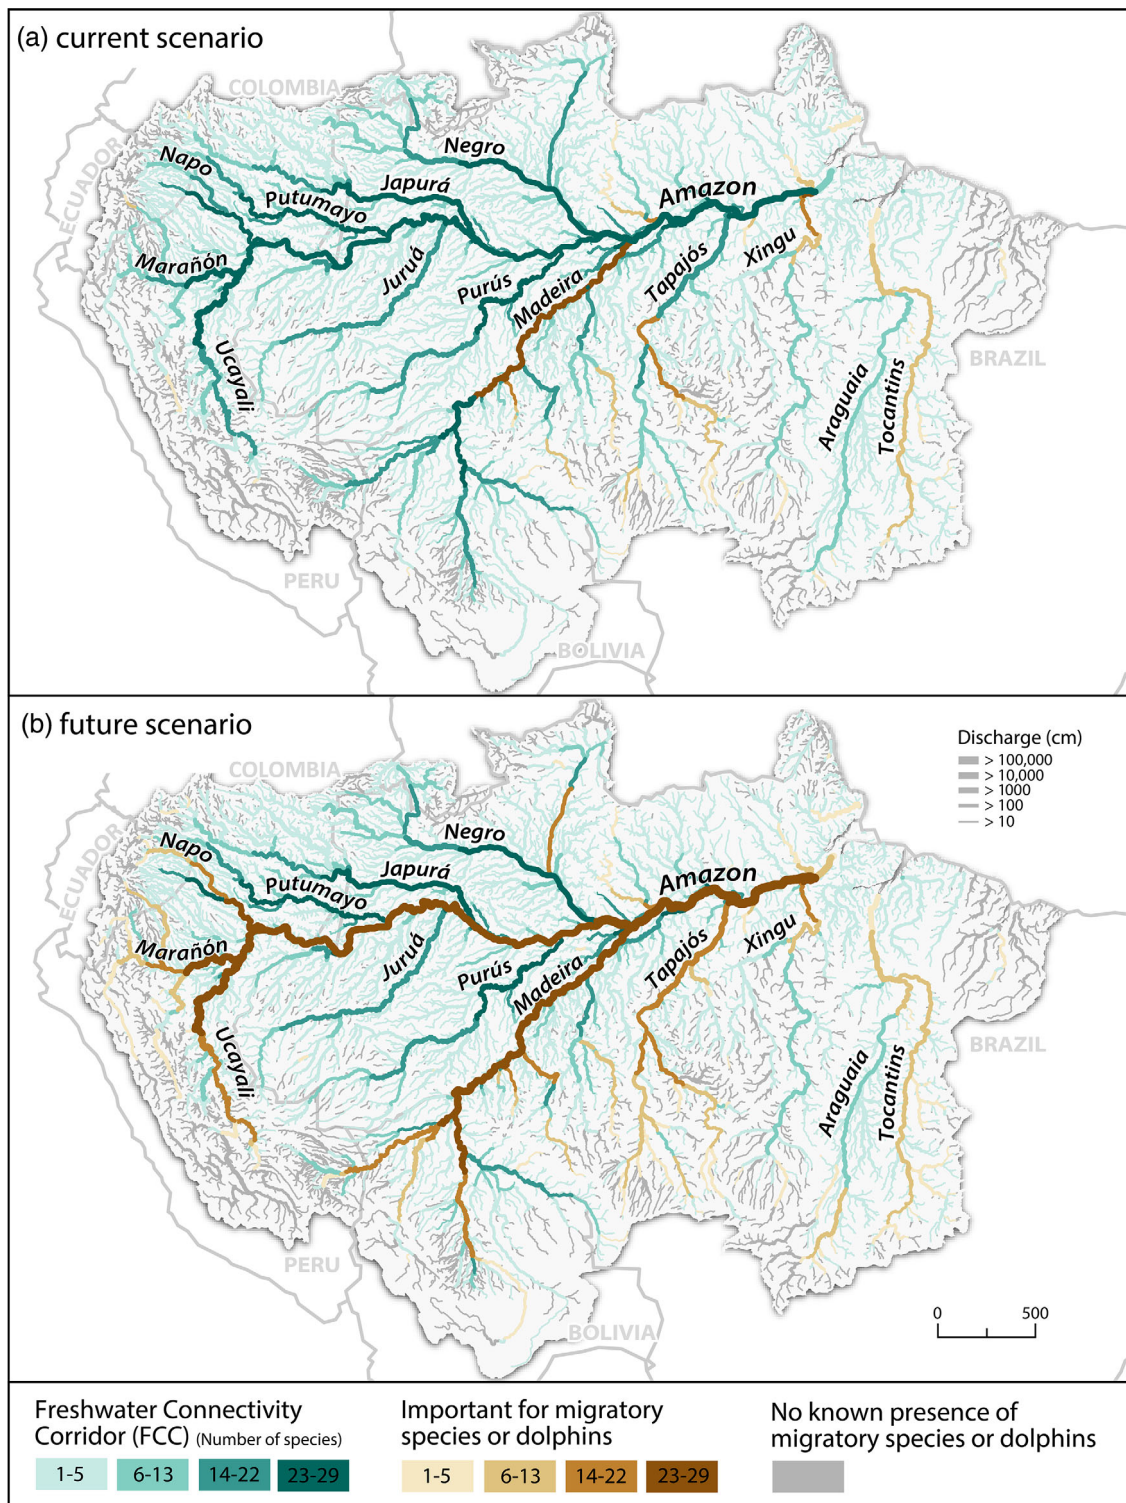 (a) current scenario
COLOMBIA
ECUADOR
Napo
Putumayo
Japurá
Negro
Amazon
Marañón
Juruá
Purús
Madeira
Tapajós
Xingu
Ucayali
Araguaia
Tocantins
BRAZIL
PERU
BOLIVIA
(b) future scenario
Discharge (cm)
> 100,000
> 10,000
> 1000
> 100
> 10
COLOMBIA
ECUADOR
Napo
Putumayo
Japurá
Negro
Amazon
Marañón
Juruá
Purús
Madeira
Tapajós
Xingu
Ucayali
Araguaia
Tocantins
BRAZIL
PERU
BOLIVIA
0 500
Freshwater Connectivity
Corridor (FCC) (Number of species)
1-5 6-13 14-22 23-29
Important for migratory
species or dolphins
1-5 6-13 14-22 23-29
No known presence of
migratory species or dolphins